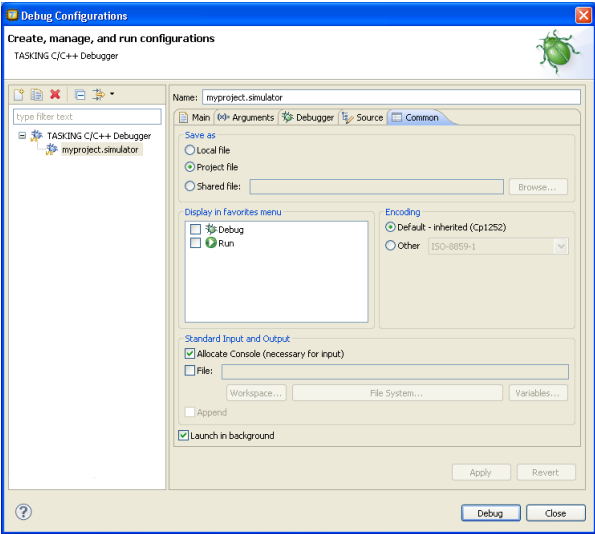 Debug Configurations
Create, manage, and run configurations
TASKING C/C++ Debugger
type filter text
TASKING C/C++ Debugger
myproject.simulator
Name: myproject.simulator
Main (x)= Arguments Debugger Source Common
Save as
Local file
Project file
Shared file: Browse...
Display in favorites menu
Debug
Run
Encoding
Default - inherited (Cp1252)
Other ISO-8859-1
Standard Input and Output
Allocate Console (necessary for input)
File:
Workspace... File System... Variables...
Append
Launch in background
Apply Revert
? Debug Close